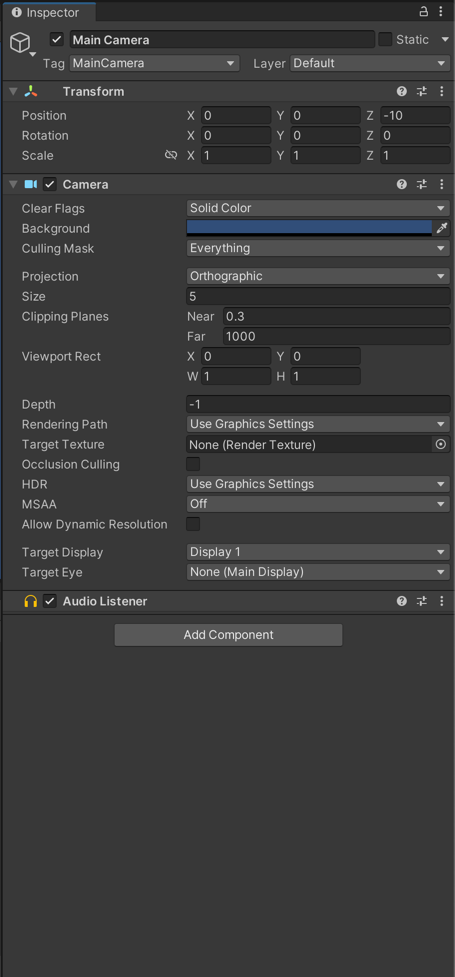 Inspector
Main Camera Static
Tag MainCamera Layer Default
Transform
Position X 0 Y 0 Z -10
Rotation X 0 Y 0 Z 0
Scale X 1 Y 1 Z 1
Camera
Clear Flags Solid Color
Background
Culling Mask Everything
Projection Orthographic
Size 5
Clipping Planes Near 0.3
Far 1000
Viewport Rect X 0 Y 0
W 1 H 1
Depth -1
Rendering Path Use Graphics Settings
Target Texture None (Render Texture)
Occlusion Culling
HDR Use Graphics Settings
MSAA Off
Allow Dynamic Resolution
Target Display Display 1
Target Eye None (Main Display)
Audio Listener
Add Component